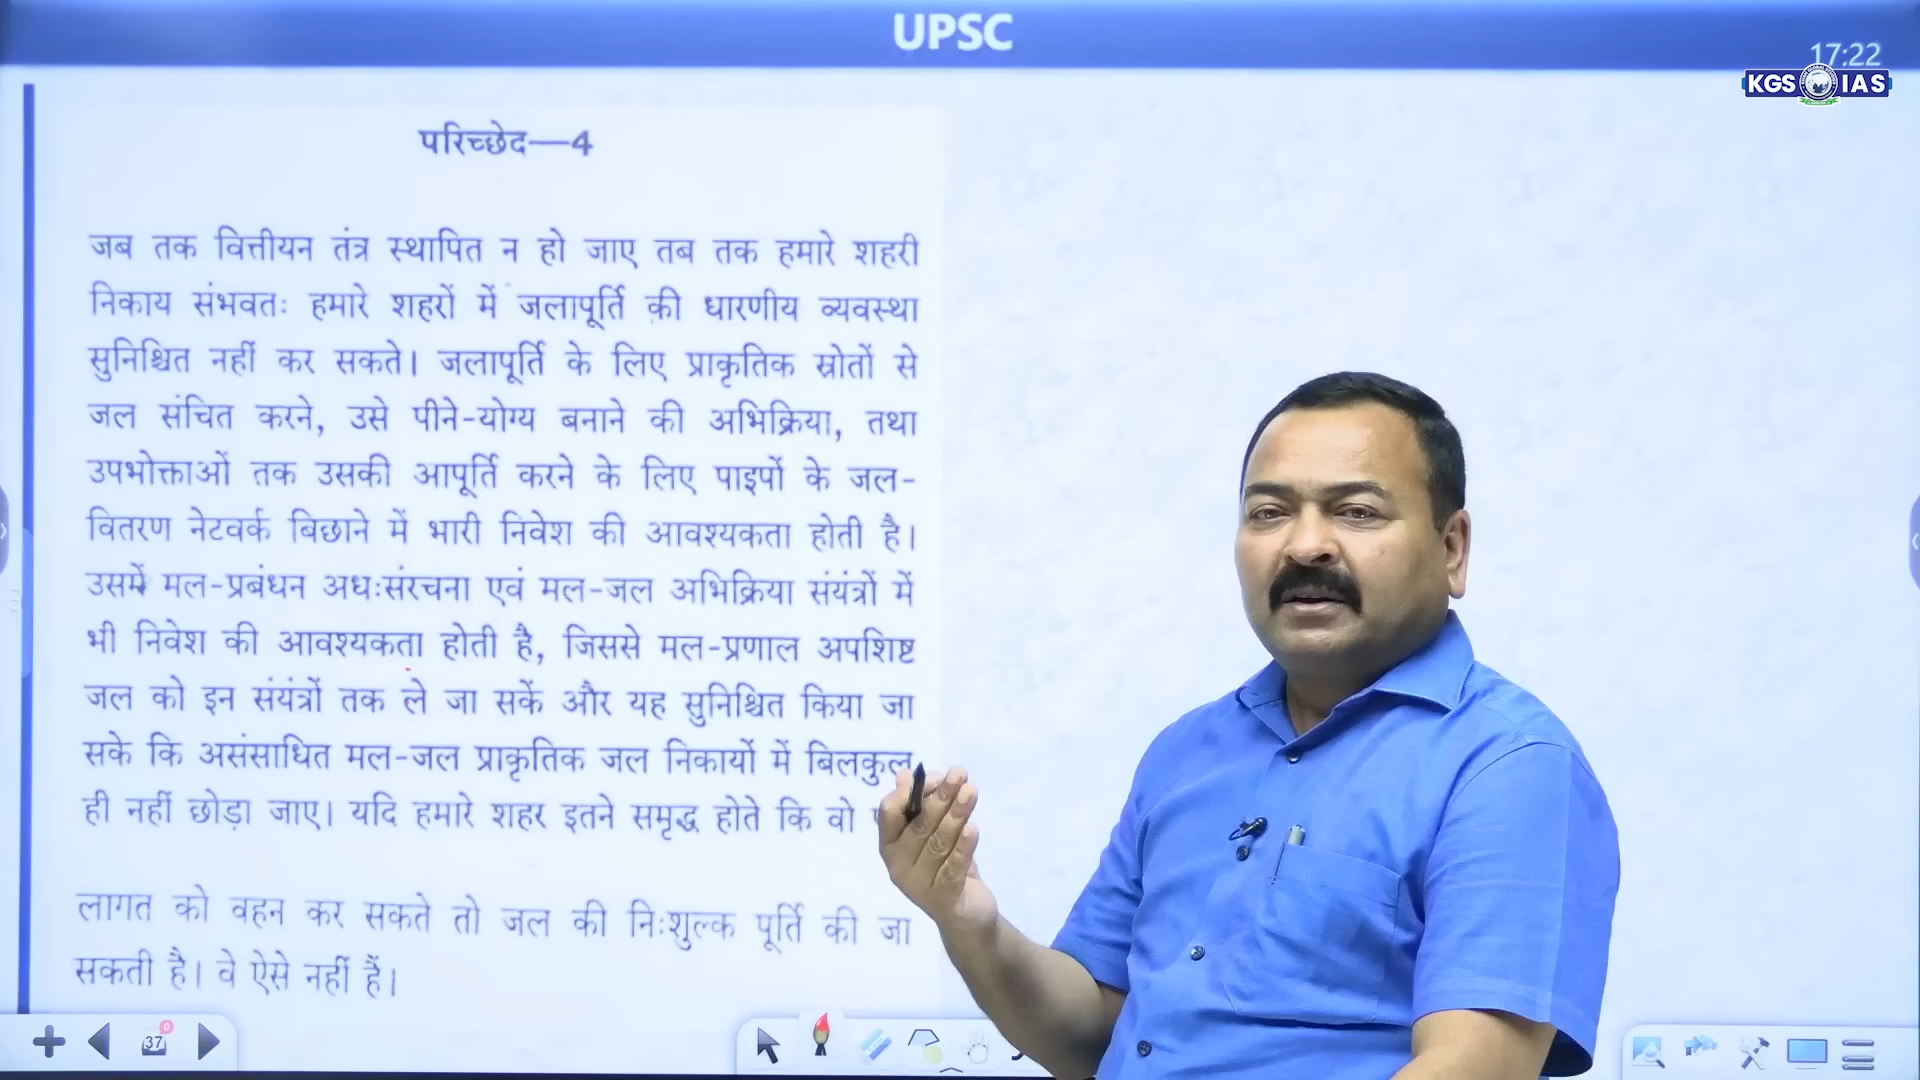 UPSC
17:22
KGS IAS
परिच्छेद—4
जब तक वित्तीयन तंत्र स्थापित न हो जाए तब तक हमारे शहरी
निकाय संभवतः हमारे शहरों में जलापूर्ति की धारणीय व्यवस्था
सुनिश्चित नहीं कर सकते। जलापूर्ति के लिए प्राकृतिक स्रोतों से
जल संचित करने, उसे पीने-योग्य बनाने की अभिक्रिया, तथा
उपभोक्ताओं तक उसकी आपूर्ति करने के लिए पाइपों के जल-
वितरण नेटवर्क बिछाने में भारी निवेश की आवश्यकता होती है।
उसमें मल-प्रबंधन अधःसंरचना एवं मल-जल अभिक्रिया संयंत्रों में
भी निवेश की आवश्यकता होती है, जिससे मल-प्रणाल अपशिष्ट
जल को इन संयंत्रों तक ले जा सकें और यह सुनिश्चित किया जा
सके कि असंसाधित मल-जल प्राकृतिक जल निकायों में बिलकुल
ही नहीं छोड़ा जाए। यदि हमारे शहर इतने समृद्ध होते कि वो
लागत को वहन कर सकते तो जल की निःशुल्क पूर्ति की जा
सकती है। वे ऐसे नहीं हैं।
37
0